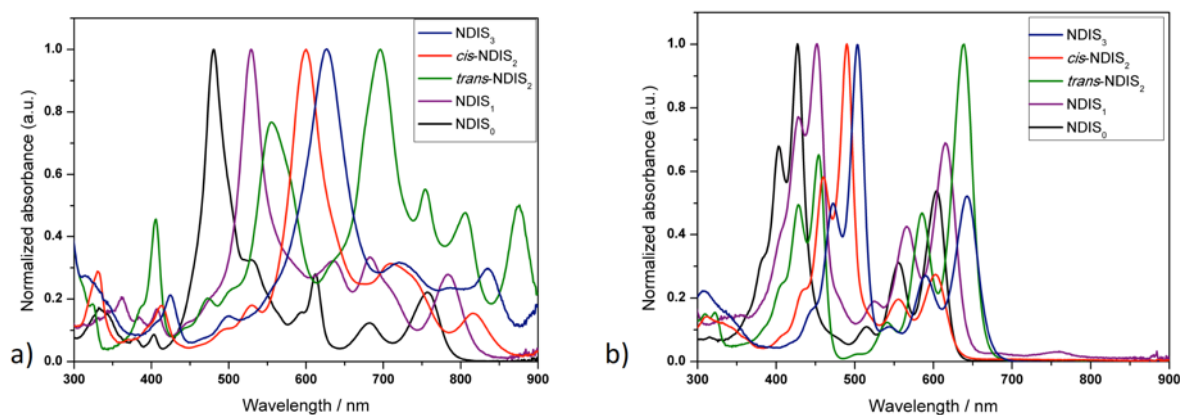 a)
Normalized absorbance (a.u.)
1.0
0.8
0.6
0.4
0.2
0.0
300 400 500 600 700 800 900
Wavelength / nm
NDIS₃
cis-NDIS₂
trans-NDIS₂
NDIS₁
NDIS₀
b)
Normalized absorbance (a.u.)
1.0
0.8
0.6
0.4
0.2
0.0
300 400 500 600 700 800 900
Wavelength / nm
NDIS₃
cis-NDIS₂
trans-NDIS₂
NDIS₁
NDIS₀